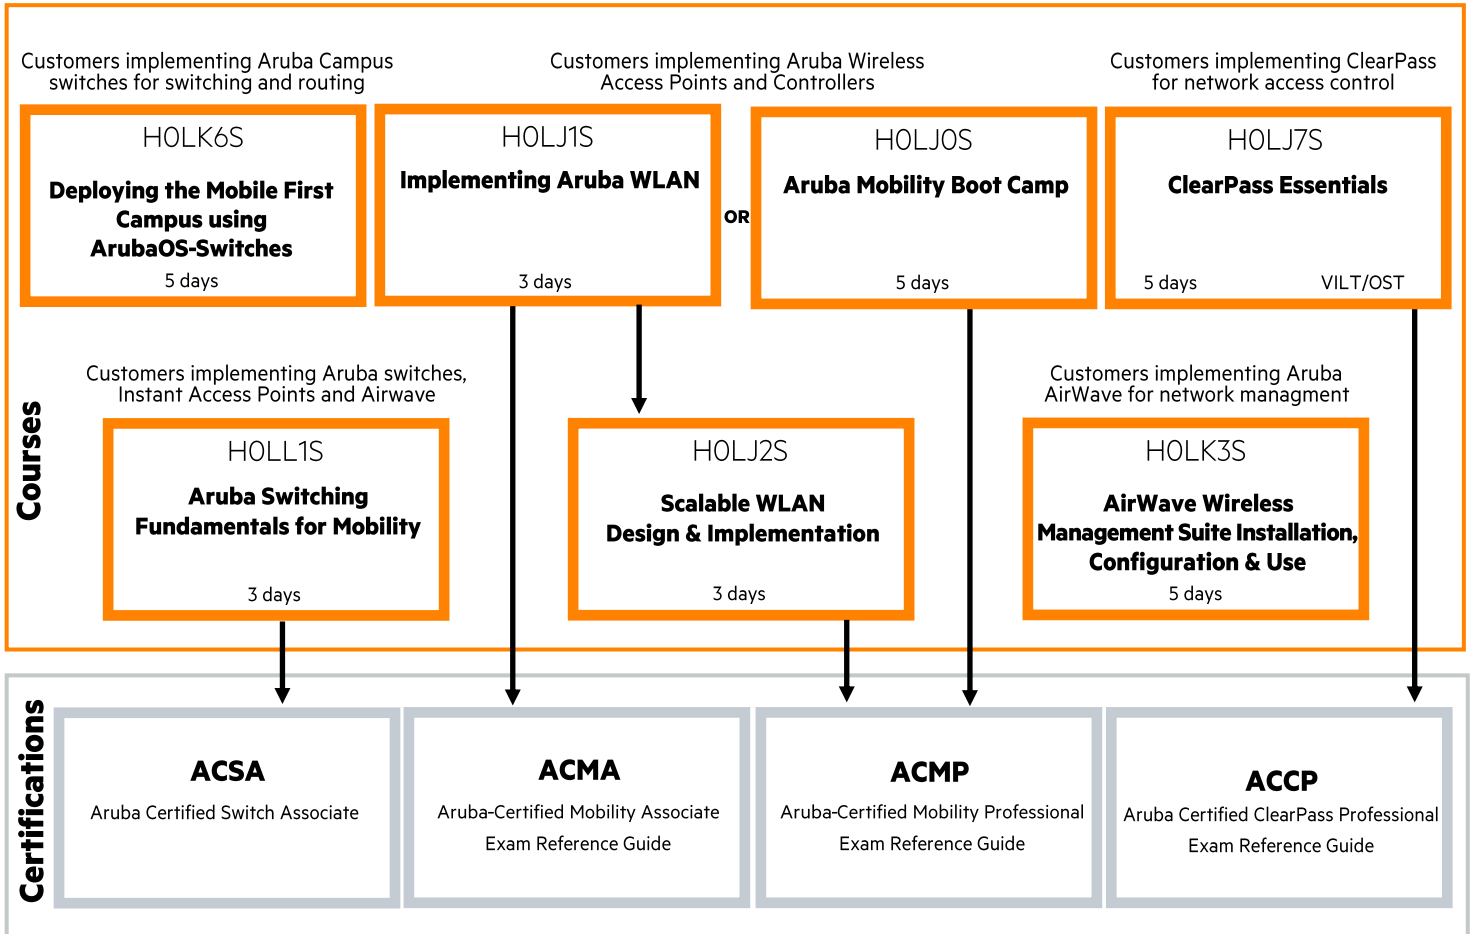 Customers implementing Aruba Campus
switches for switching and routing
Customers implementing Aruba Wireless
Access Points and Controllers
Customers implementing ClearPass
for network access control
H0LK6S
Deploying the Mobile First
Campus using
ArubaOS-Switches
5 days
H0LJ1S
Implementing Aruba WLAN
3 days
OR
H0LJ0S
Aruba Mobility Boot Camp
5 days
H0LJ7S
ClearPass Essentials
5 days VILT/OST
Courses
Customers implementing Aruba switches,
Instant Access Points and Airwave
H0LL1S
Aruba Switching
Fundamentals for Mobility
3 days
H0LJ2S
Scalable WLAN
Design & Implementation
3 days
Customers implementing Aruba
AirWave for network managment
H0LK3S
AirWave Wireless
Management Suite Installation,
Configuration & Use
5 days
Certifications
ACSA
Aruba Certified Switch Associate
ACMA
Aruba-Certified Mobility Associate
Exam Reference Guide
ACMP
Aruba-Certified Mobility Professional
Exam Reference Guide
ACCP
Aruba Certified ClearPass Professional
Exam Reference Guide